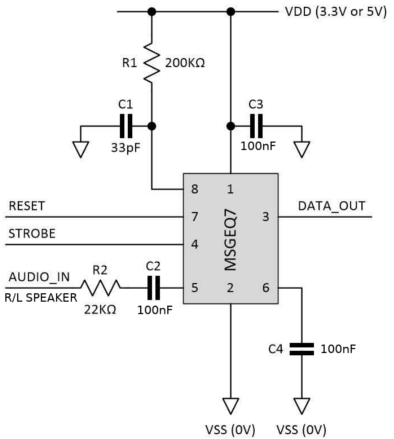 VDD (3.3V or 5V)
R1 200KΩ
C1
33pF
C3
100nF
8 1
RESET 7
MSGEQ7
3 DATA_OUT
STROBE 4
AUDIO_IN
R/L SPEAKER
R2
22KΩ
C2
100nF
5 2 6
C4 100nF
VSS (0V) VSS (0V)